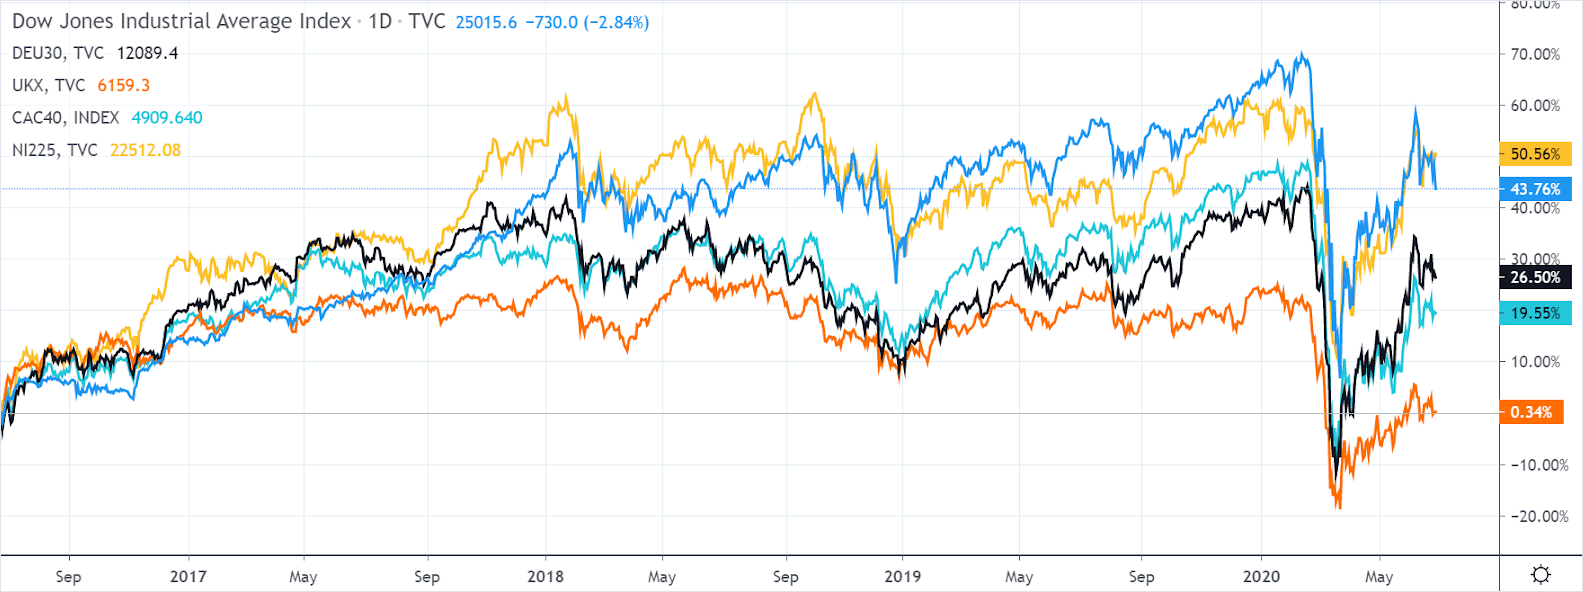 Dow Jones Industrial Average Index · 1D · TVC 25015.6 −730.0 (−2.84%)
DEU30, TVC 12089.4
UKX, TVC 6159.3
CAC40, INDEX 4909.640
NI225, TVC 22512.08
80.00%
70.00%
60.00%
50.56%
43.76%
40.00%
30.00%
26.50%
19.55%
10.00%
0.34%
−10.00%
−20.00%
Sep 2017 May Sep 2018 May Sep 2019 May Sep 2020 May